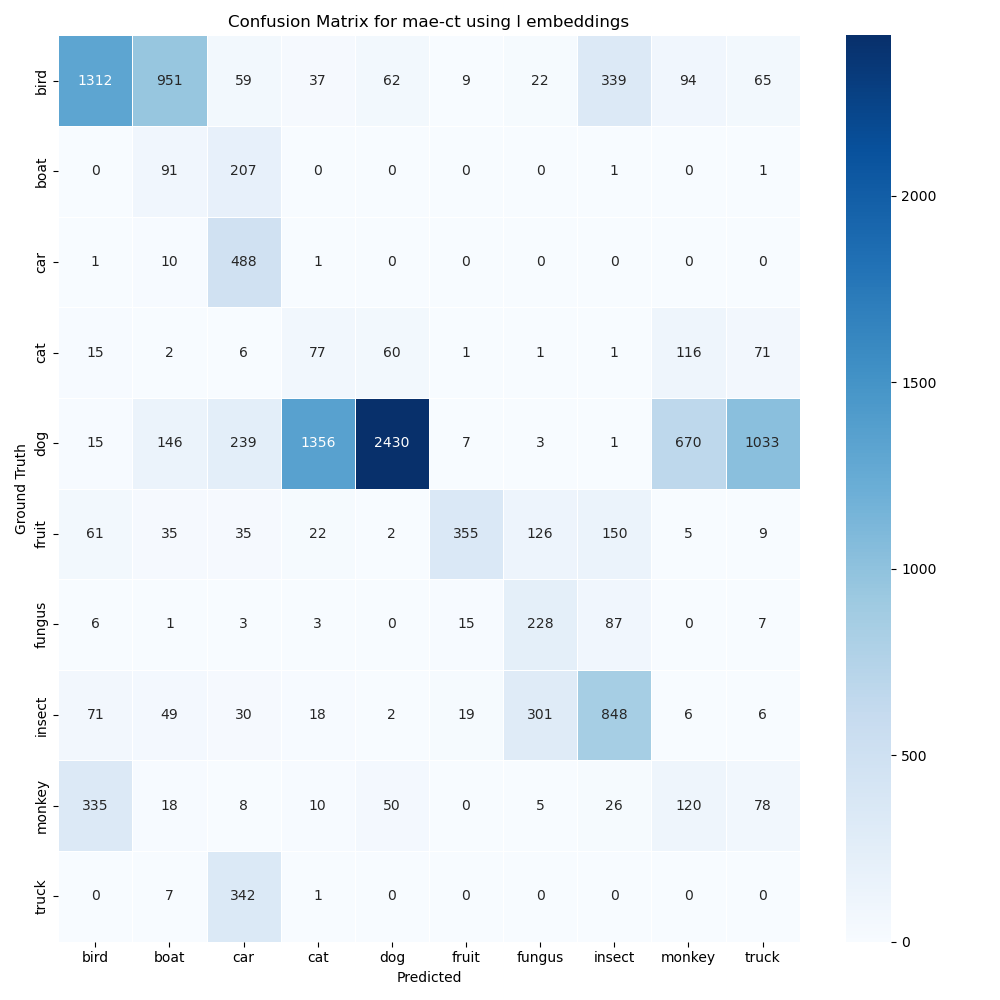 Confusion Matrix for mae-ct using l embeddings
Ground Truth
bird 1312 951 59 37 62 9 22 339 94 65
boat 0 91 207 0 0 0 0 1 0 1
car 1 10 488 1 0 0 0 0 0 0
cat 15 2 6 77 60 1 1 1 116 71
dog 15 146 239 1356 2430 7 3 1 670 1033
fruit 61 35 35 22 2 355 126 150 5 9
fungus 6 1 3 3 0 15 228 87 0 7
insect 71 49 30 18 2 19 301 848 6 6
monkey 335 18 8 10 50 0 5 26 120 78
truck 0 7 342 1 0 0 0 0 0 0
bird boat car cat dog fruit fungus insect monkey truck
Predicted
2000
1500
1000
500
0